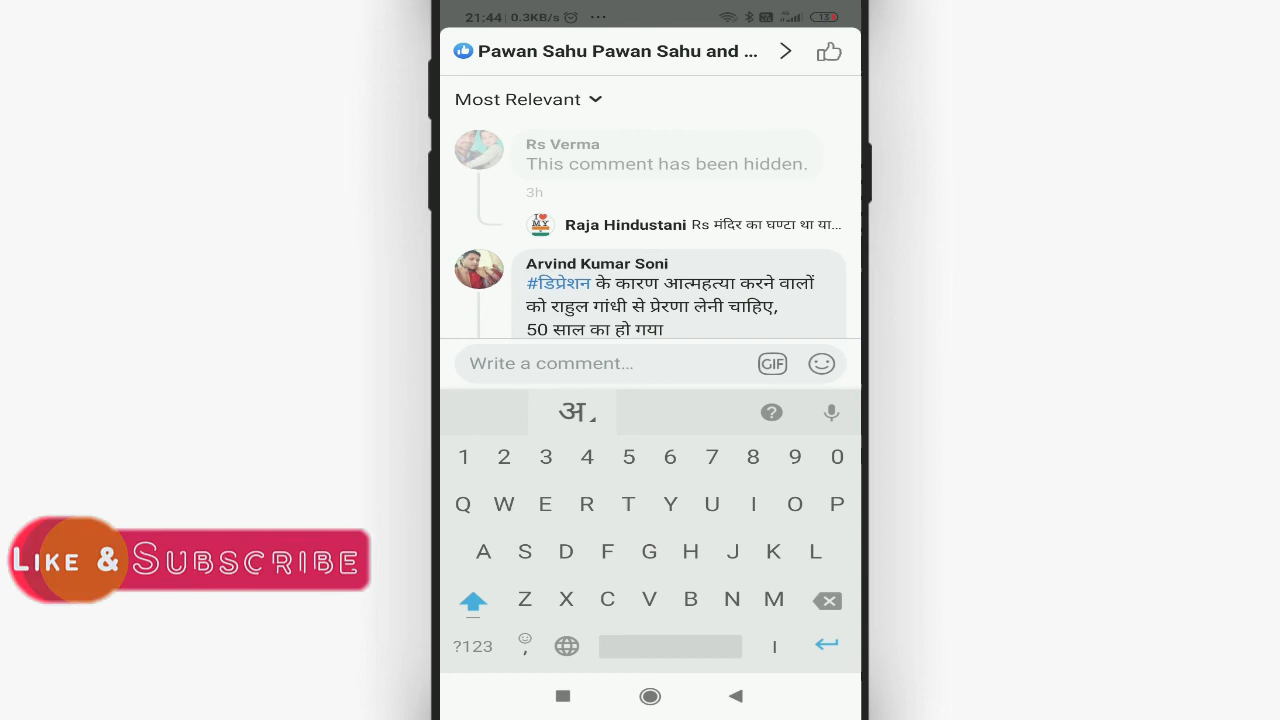 21:44 0.3KB/s ... 13
Pawan Sahu Pawan Sahu and ...
Most Relevant
Rs Verma
This comment has been hidden.
3h
I MY
Raja Hindustani Rs मंदिर का घण्टा था या...
Arvind Kumar Soni
#डिप्रेशन के कारण आत्महत्या करने वालों
को राहुल गांधी से प्रेरणा लेनी चाहिए,
50 साल का हो गया
Write a comment... GIF
अ ?
1 2 3 4 5 6 7 8 9 0
Q W E R T Y U I O P
A S D F G H J K L
Z X C V B N M
?123 , ।
LIKE & SUBSCRIBE